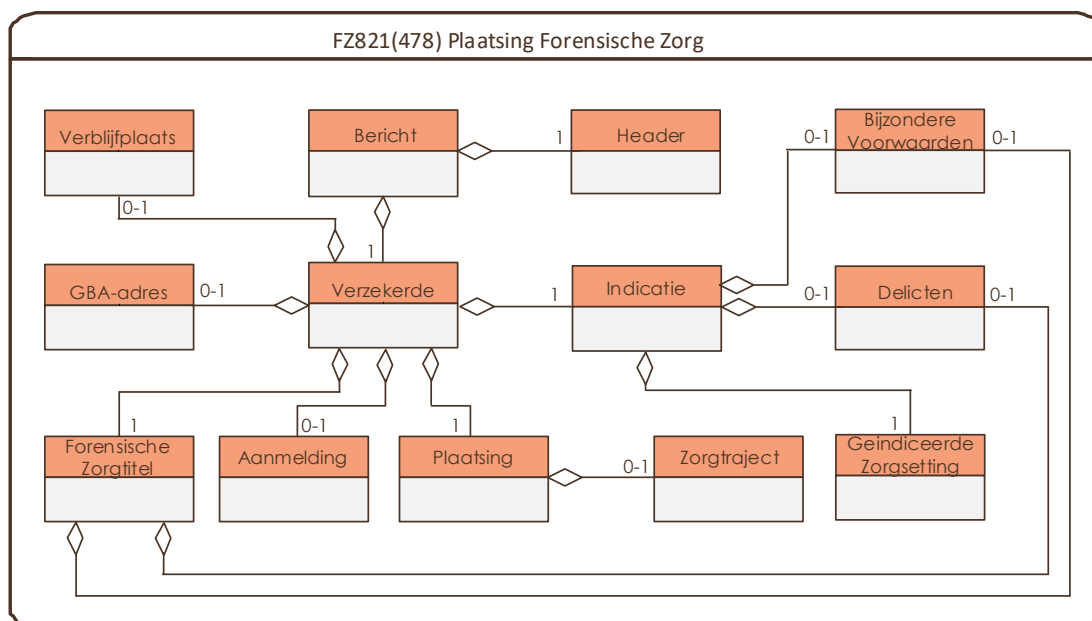 FZ821(478) Plaatsing Forensische Zorg
Verblijfplaats
Bericht
1
Header
0-1
Bijzondere
Voorwaarden
0-1
0-1
1
GBA-adres
0-1
Verzekerde
1
Indicatie
0-1
Delicten
0-1
1
0-1
1
1
Forensische
Zorgtitel
Aanmelding
Plaatsing
0-1
Zorgtraject
Geindiceerde
Zorgsetting